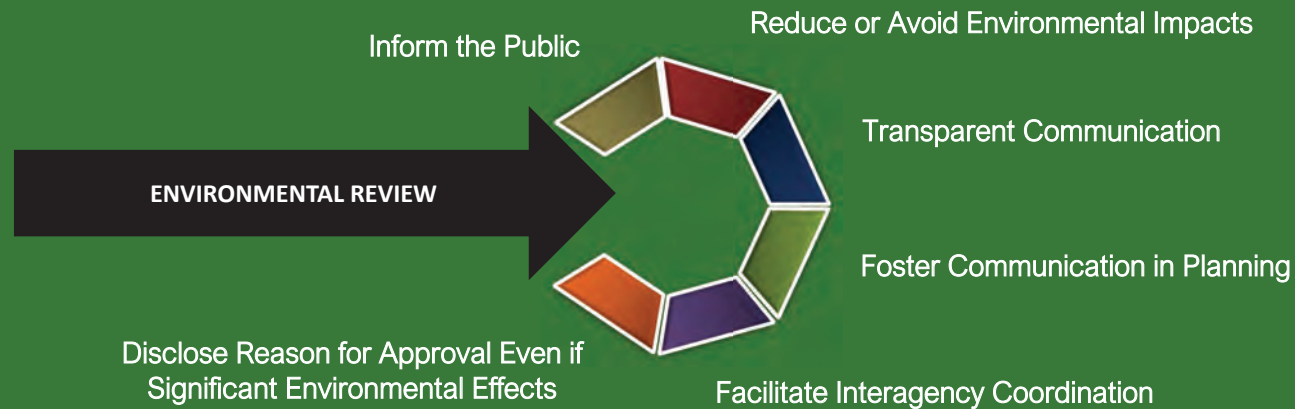 Reduce or Avoid Environmental Impacts
Inform the Public
Transparent Communication
ENVIRONMENTAL REVIEW
Foster Communication in Planning
Disclose Reason for Approval Even if
Significant Environmental Effects
Facilitate Interagency Coordination